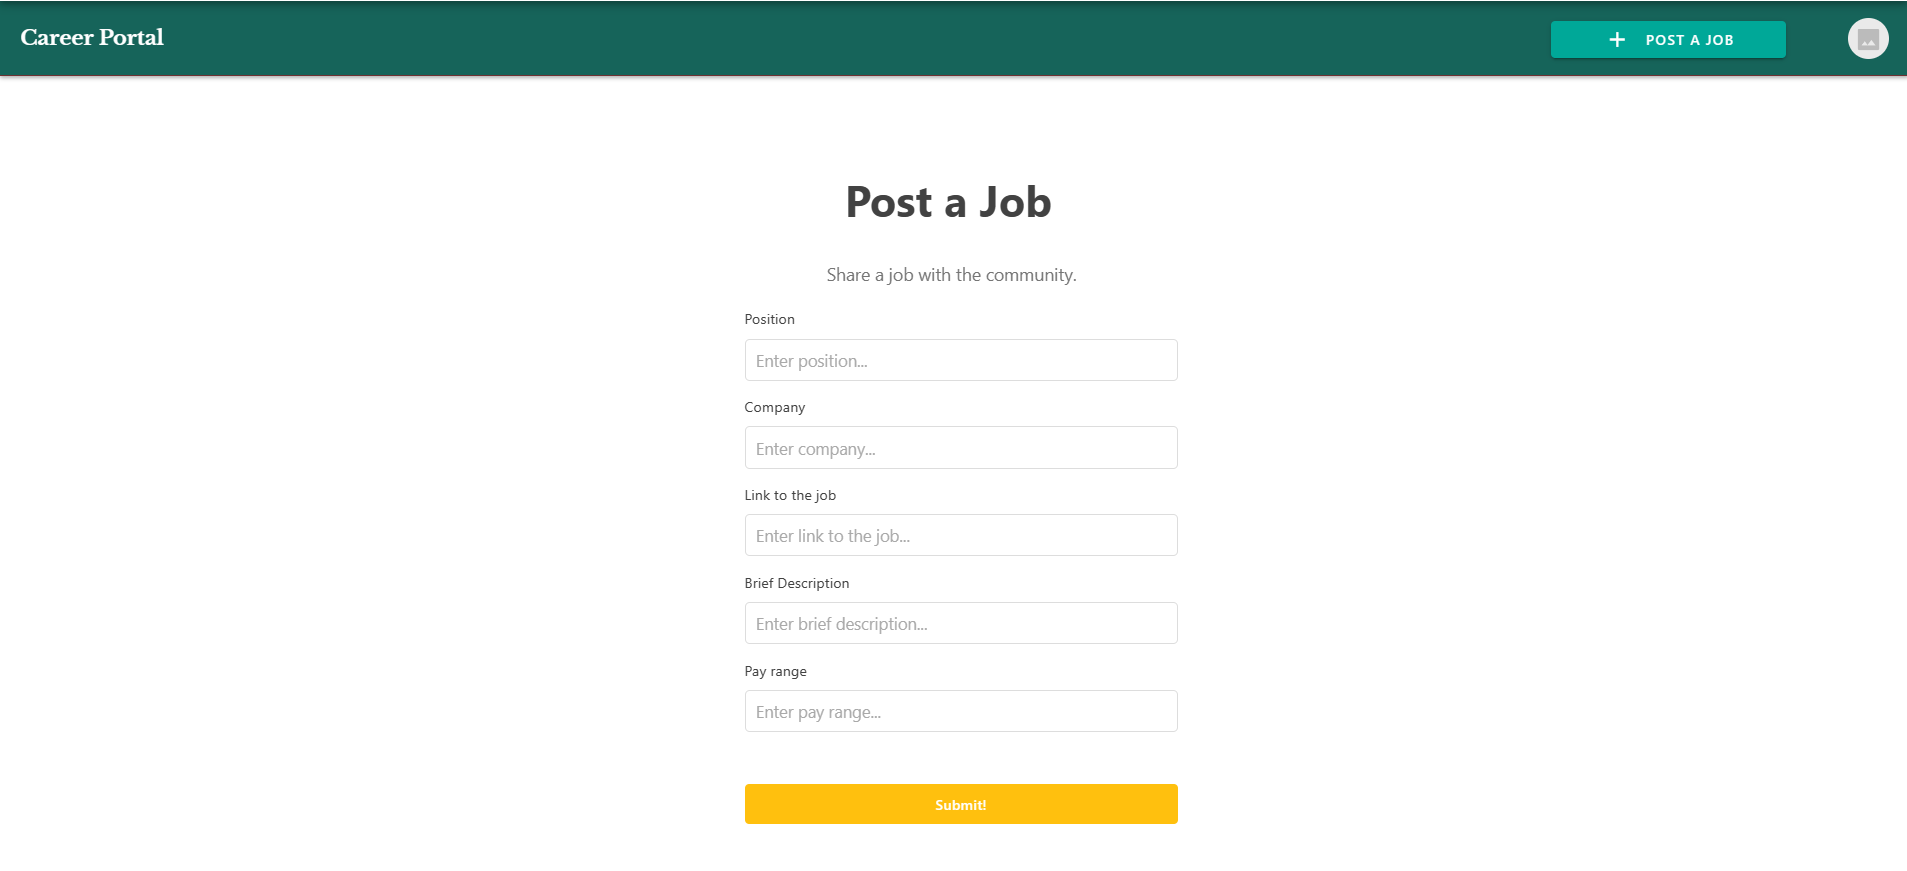 Career Portal
POST A JOB
Post a Job
Share a job with the community.
Position
Enter position...
Company
Enter company...
Link to the job
Enter link to the job...
Brief Description
Enter brief description...
Pay range
Enter pay range...
Submit!